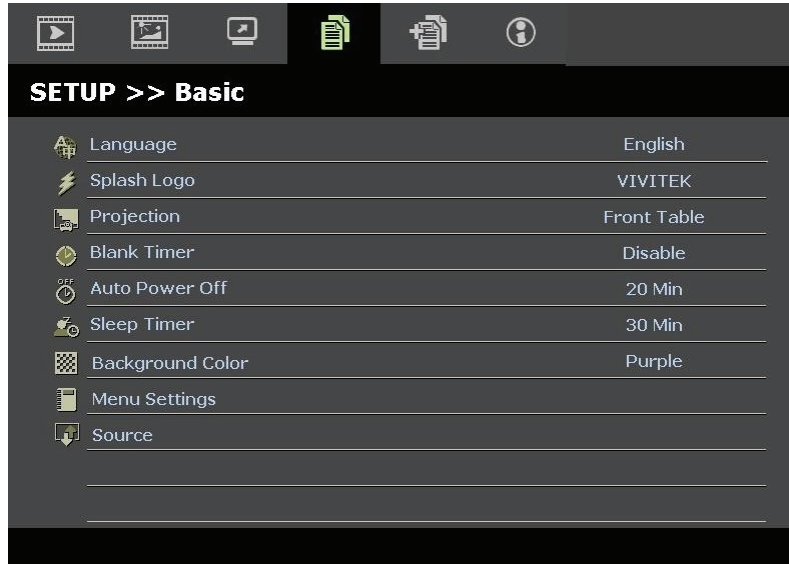 SETUP >> Basic
Language English
Splash Logo VIVITEK
Projection Front Table
Blank Timer Disable
OFF
Auto Power Off 20 Min
Sleep Timer 30 Min
Background Color Purple
Menu Settings
Source